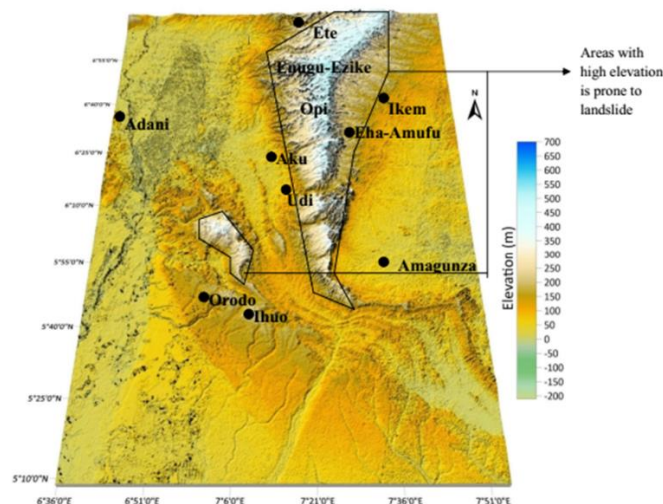 Ete
6°55'0"N
Enugu-Ezike
Areas with
high elevation
is prone to
landslide
6°40'0"N
Opi
Ikem
N
Adani
Eha-Amufu
6°25'0"N
Aku
700
650
600
550
500
450
400
350
300
250
200
150
100
50
0
-50
-100
-150
-200
Elevation (m)
6°10'0"N
Udi
5°55'0"N
Amagunza
Orodo
Ihuo
5°40'0"N
5°25'0"N
5°10'0"N
6°36'0"E
6°51'0"E
7°6'0"E
7°21'0"E
7°36'0"E
7°51'0"E